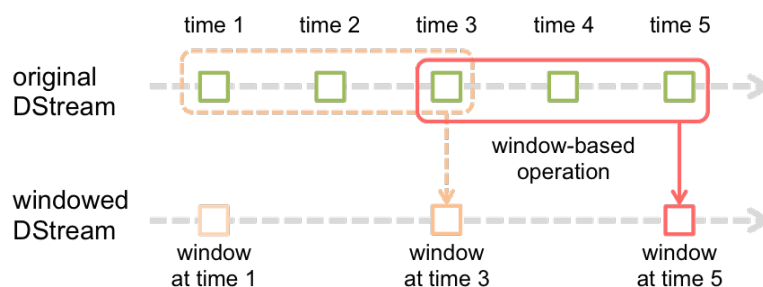 time 1 time 2 time 3 time 4 time 5
original
DStream
window-based
operation
windowed
DStream
window
at time 1
window
at time 3
window
at time 5